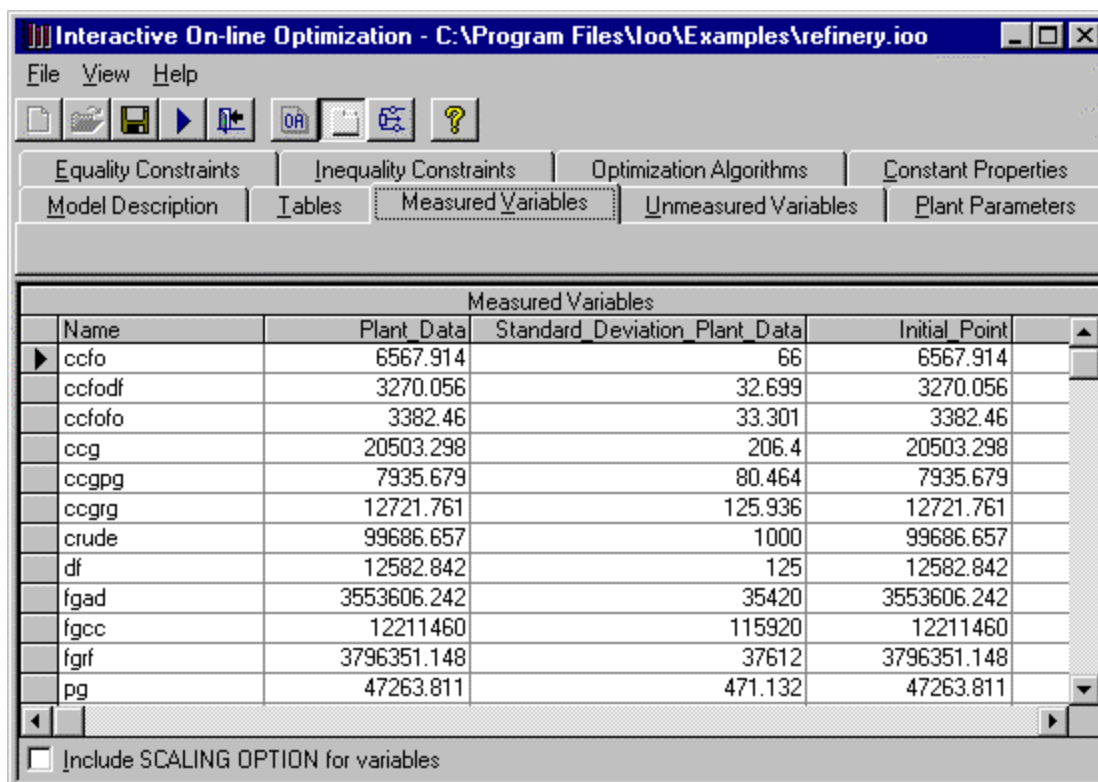 Interactive On-line Optimization - C:\Program Files\Ioo\Examples\refinery.ioo
File View Help
OA ?
Equality Constraints Inequality Constraints Optimization Algorithms Constant Properties
Model Description Tables Measured Variables Unmeasured Variables Plant Parameters
Measured Variables
Name Plant_Data Standard_Deviation_Plant_Data Initial_Point
ccfo 6567.914 66 6567.914
ccfodf 3270.056 32.699 3270.056
ccfofo 3382.46 33.301 3382.46
ccg 20503.298 206.4 20503.298
ccgpg 7935.679 80.464 7935.679
ccgrg 12721.761 125.936 12721.761
crude 99686.657 1000 99686.657
df 12582.842 125 12582.842
fgad 3553606.242 35420 3553606.242
fgcc 12211460 115920 12211460
fgrf 3796351.148 37612 3796351.148
pg 47263.811 471.132 47263.811
Include SCALING OPTION for variables